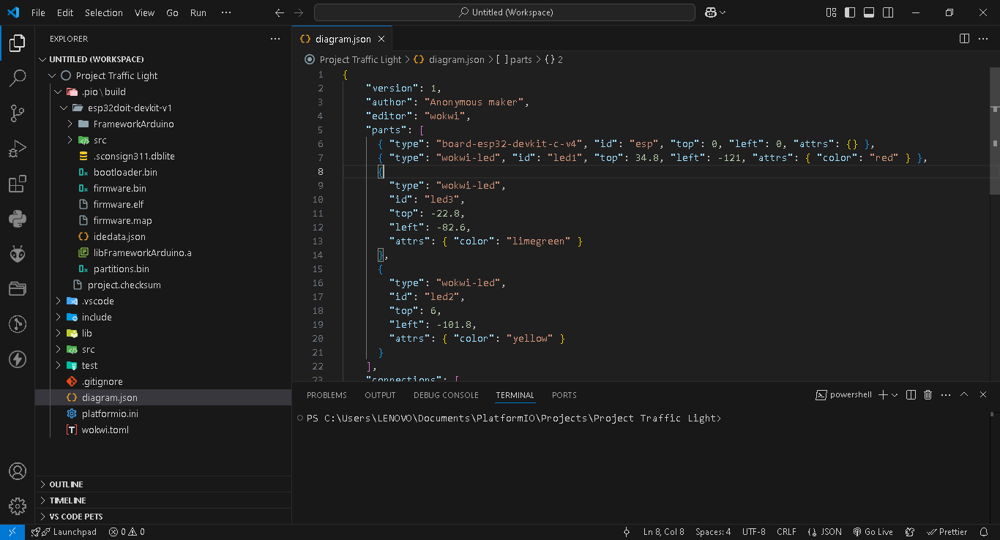 File Edit Selection View Go Run ··· Untitled (Workspace)
EXPLORER ···
UNTITLED (WORKSPACE)
Project Traffic Light
.pio \ build
esp32doit-devkit-v1
FrameworkArduino
src
.sconsign311.dblite
bootloader.bin
firmware.bin
firmware.elf
firmware.map
idedata.json
libFrameworkArduino.a
partitions.bin
project.checksum
.vscode
include
lib
src
test
.gitignore
diagram.json
platformio.ini
wokwi.toml
OUTLINE
TIMELINE
VS CODE PETS
diagram.json
Project Traffic Light > {} diagram.json > [ ] parts > {} 2
1 {
2 "version": 1,
3 "author": "Anonymous maker",
4 "editor": "wokwi",
5 "parts": [
6 { "type": "board-esp32-devkit-c-v4", "id": "esp", "top": 0, "left": 0, "attrs": {} },
7 { "type": "wokwi-led", "id": "led1", "top": 34.8, "left": -121, "attrs": { "color": "red" } },
8 {
9 "type": "wokwi-led",
10 "id": "led3",
11 "top": -22.8,
12 "left": -82.6,
13 "attrs": { "color": "limegreen" }
14 },
15 {
16 "type": "wokwi-led",
17 "id": "led2",
18 "top": 6,
19 "left": -101.8,
20 "attrs": { "color": "yellow" }
21 }
22 ],
23 "connections": [
PROBLEMS OUTPUT DEBUG CONSOLE TERMINAL PORTS powershell
PS C:\Users\LENOVO\Documents\PlatformIO\Projects\Project Traffic Light>
Launchpad 0 0 Ln 8, Col 8 Spaces: 4 UTF-8 CRLF {} JSON Go Live Prettier